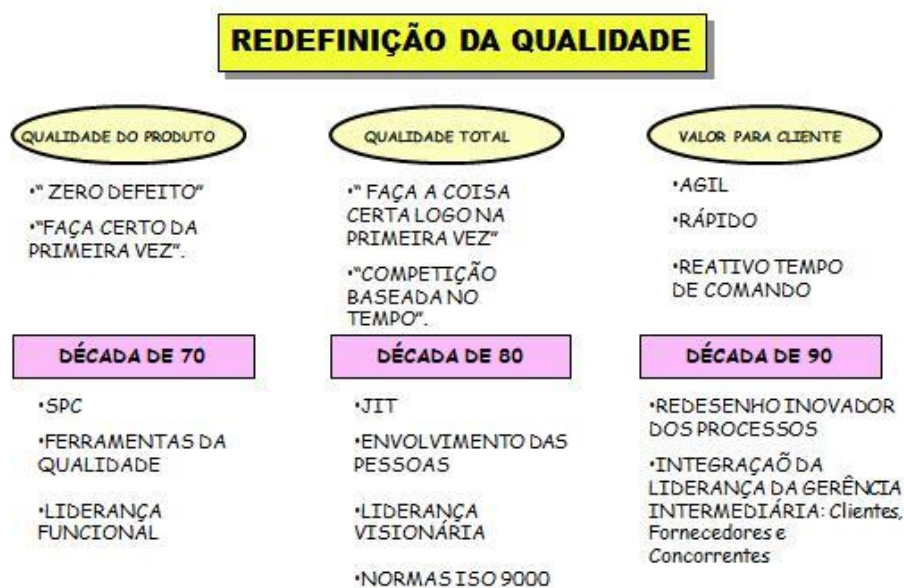 REDEFINIÇÃO DA QUALIDADE
QUALIDADE DO PRODUTO
•" ZERO DEFEITO"
•"FAÇA CERTO DA
PRIMEIRA VEZ".
DÉCADA DE 70
•SPC
•FERRAMENTAS DA
QUALIDADE
•LIDERANÇA
FUNCIONAL
QUALIDADE TOTAL
•" FAÇA A COISA
CERTA LOGO NA
PRIMEIRA VEZ"
•"COMPETIÇÃO
BASEADA NO
TEMPO".
DÉCADA DE 80
•JIT
•ENVOLVIMENTO DAS
PESSOAS
•LIDERANÇA
VISIONÁRIA
•NORMAS ISO 9000
VALOR PARA CLIENTE
•AGIL
•RÁPIDO
•REATIVO TEMPO
DE COMANDO
DÉCADA DE 90
•REDESENHO INOVADOR
DOS PROCESSOS
•INTEGRAÇAÕ DA
LIDERANÇA DA GERÊNCIA
INTERMEDIÁRIA: Clientes,
Fornecedores e
Concorrentes